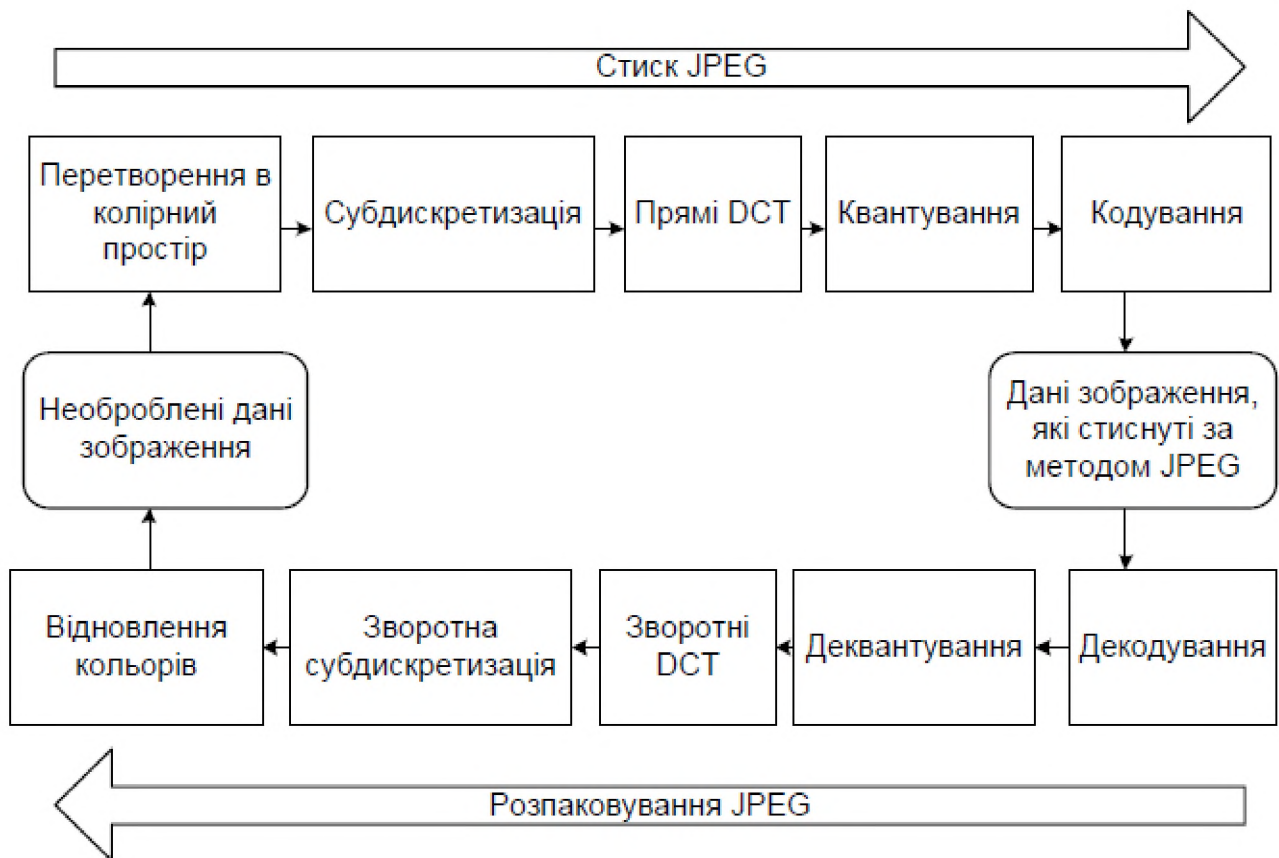 Стиск JPEG
Перетворення в
колірний
простір
Субдискретизація
Прямі DCT
Квантування
Кодування
Необроблені дані
зображення
Дані зображення,
які стиснуті за
методом JPEG
Відновлення
кольорів
Зворотна
субдискретизація
Зворотні
DCT
Деквантування
Декодування
Розпаковування JPEG